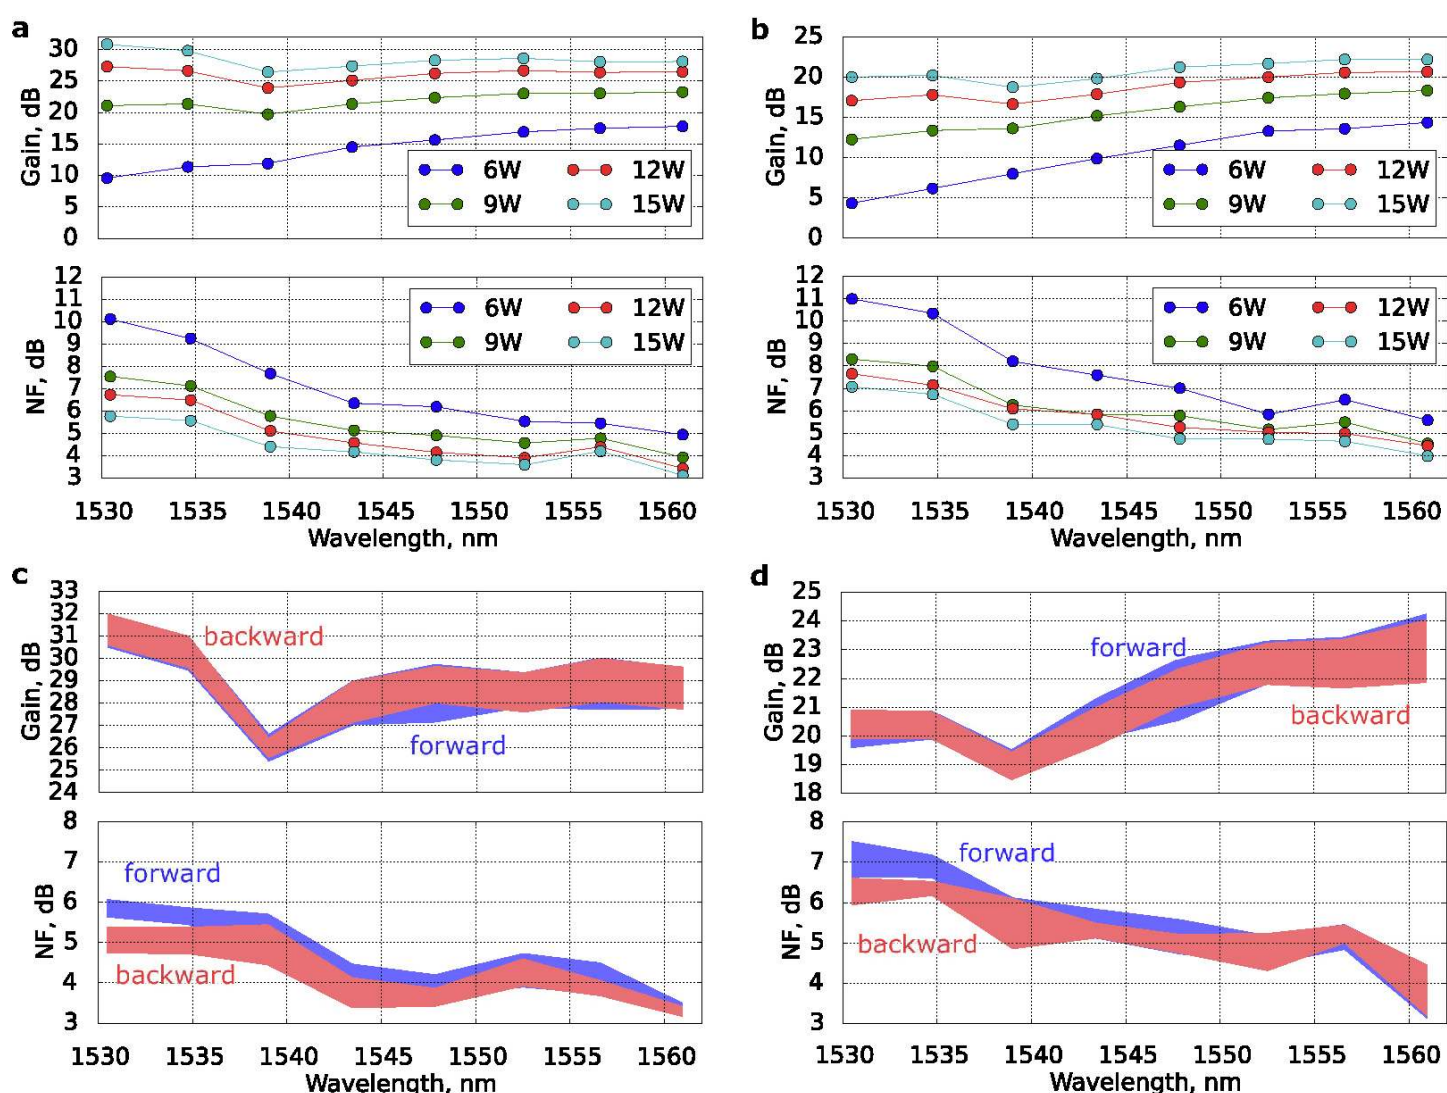 a
Gain, dB
30
25
20
15
10
5
0
6W 12W
9W 15W
NF, dB
12
11
10
9
8
7
6
5
4
3
6W 12W
9W 15W
1530 1535 1540 1545 1550 1555 1560
Wavelength, nm
b
Gain, dB
25
20
15
10
5
0
6W 12W
9W 15W
NF, dB
12
11
10
9
8
7
6
5
4
3
6W 12W
9W 15W
1530 1535 1540 1545 1550 1555 1560
Wavelength, nm
c
Gain, dB
33
32
31
30
29
28
27
26
25
24
backward
forward
NF, dB
8
7
6
5
4
3
forward
backward
1530 1535 1540 1545 1550 1555 1560
Wavelength, nm
d
Gain, dB
25
24
23
22
21
20
19
18
forward
backward
NF, dB
8
7
6
5
4
3
forward
backward
1530 1535 1540 1545 1550 1555 1560
Wavelength, nm